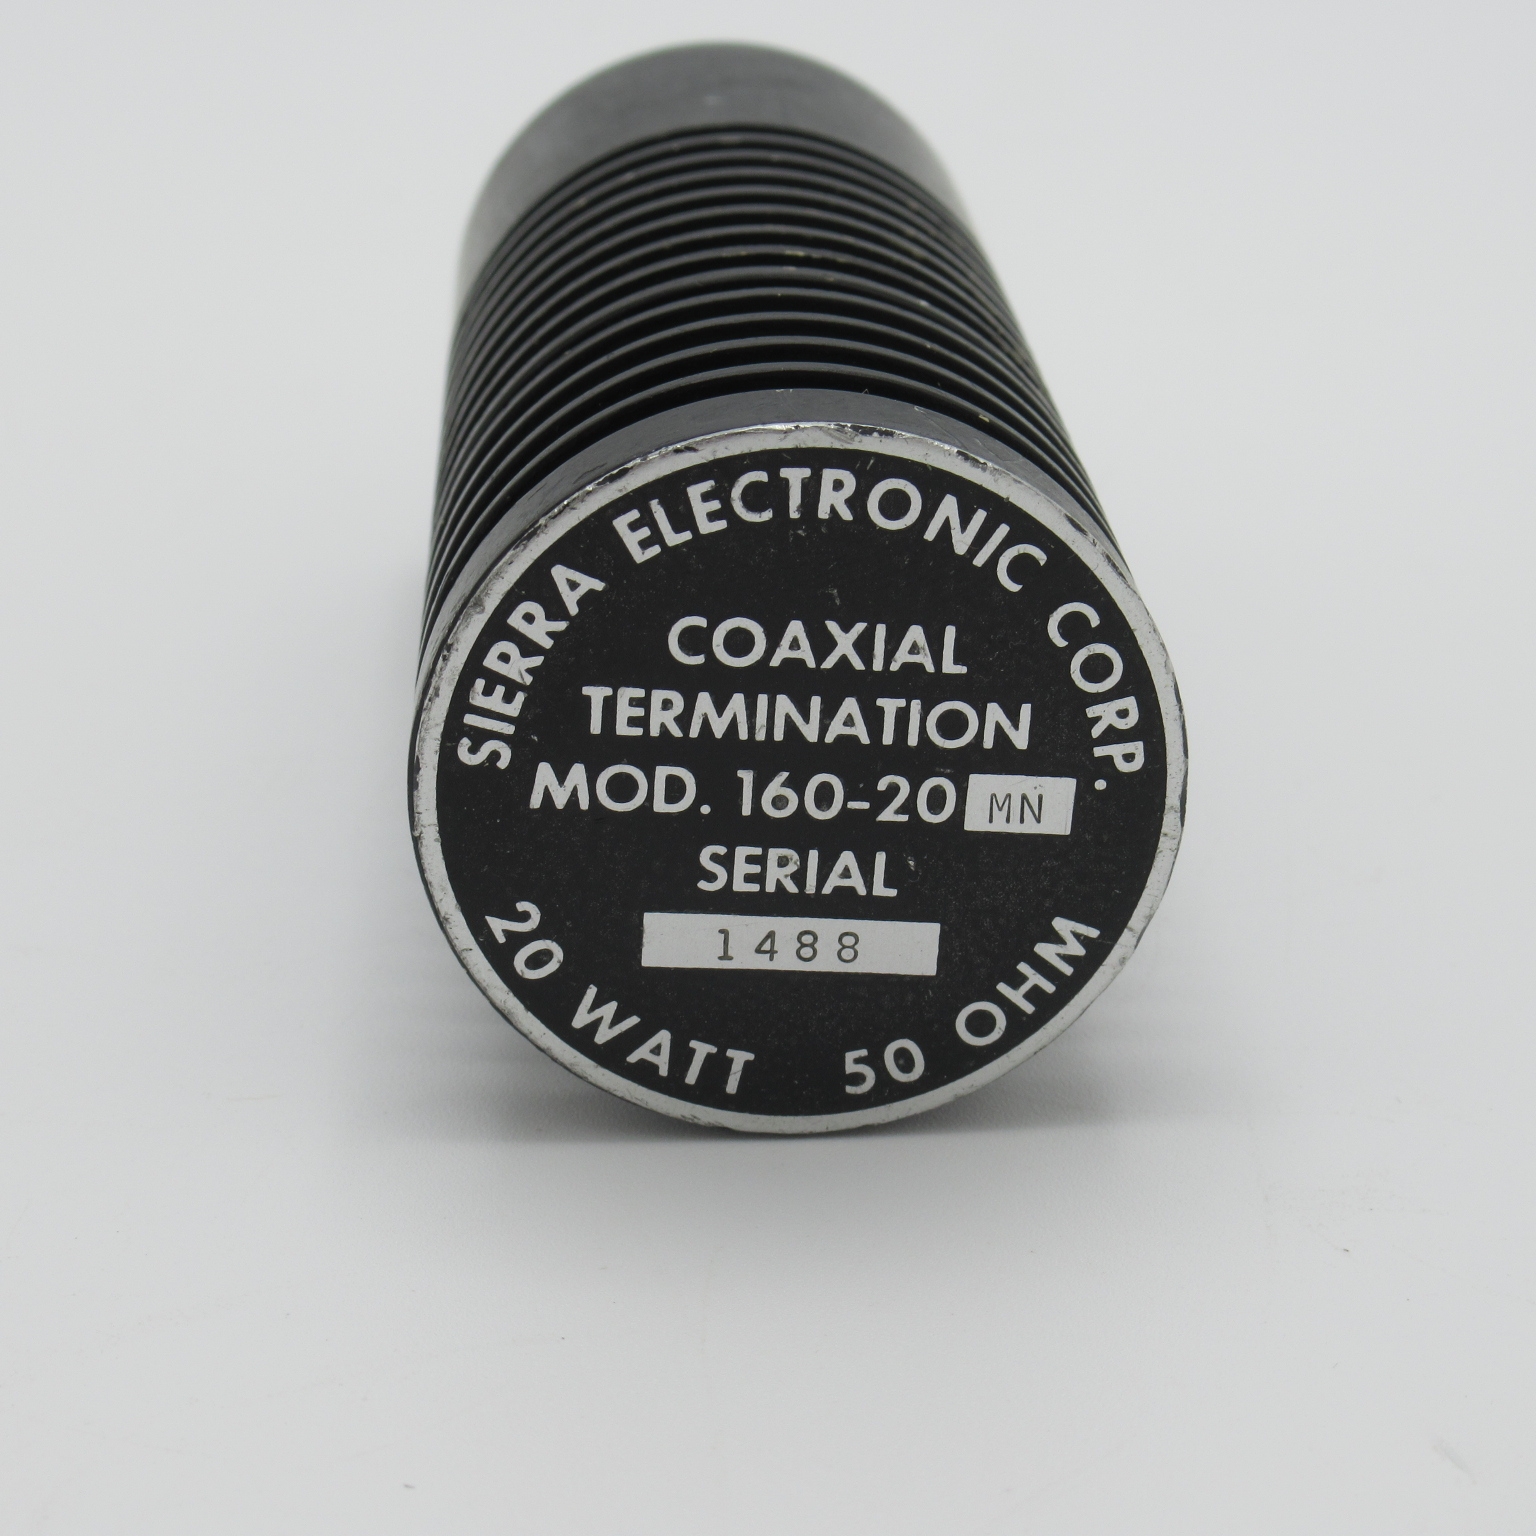 SIERRA ELECTRONIC CORP.
COAXIAL
TERMINATION
MOD. 160-20 MN
SERIAL
1488
20 WATT 50 OHM